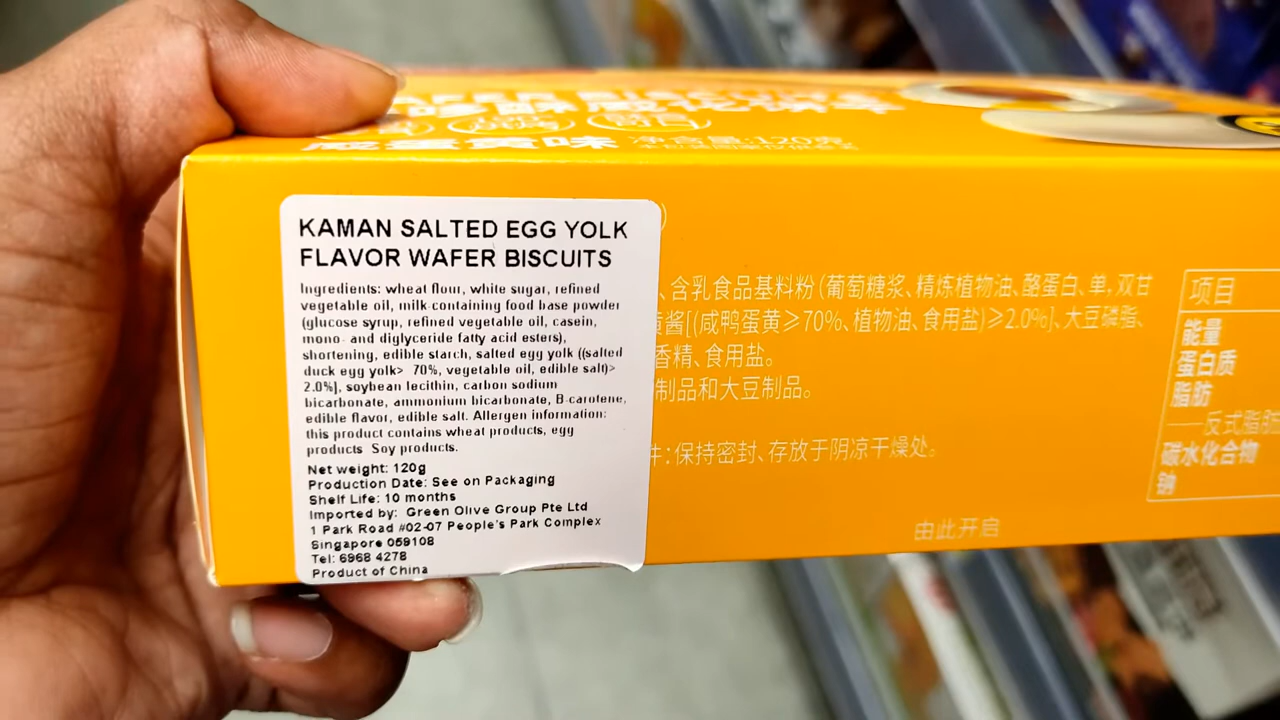 咸蛋黄味 净含量:120克
KAMAN SALTED EGG YOLK
FLAVOR WAFER BISCUITS
Ingredients: wheat flour, white sugar, refined
vegetable oil, milk-containing food base powder
(glucose syrup, refined vegetable oil, casein,
mono- and diglyceride fatty acid esters),
shortening, edible starch, salted egg yolk ((salted
duck egg yolk> 70%, vegetable oil, edible salt)>
2.0%], soybean lecithin, carbon sodium
bicarbonate, ammonium bicarbonate, B-carotene,
edible flavor, edible salt. Allergen information:
this product contains wheat products, egg
products Soy products.
Net weight: 120g
Production Date: See on Packaging
Shelf Life: 10 months
Imported by: Green Olive Group Pte Ltd
1 Park Road #02-07 People's Park Complex
Singapore 059108
Tel: 6968 4278
Product of China
、含乳食品基料粉(葡萄糖浆、精炼植物油、酪蛋白、单,双甘
酱[(咸鸭蛋黄≥70%、植物油、食用盐)≥2.0%]、大豆磷脂、
香精、食用盐。
制品和大豆制品。
件:保持密封、存放于阴凉干燥处。
由此开启
项目
能量
蛋白质
脂肪
——反式脂肪
碳水化合物
钠